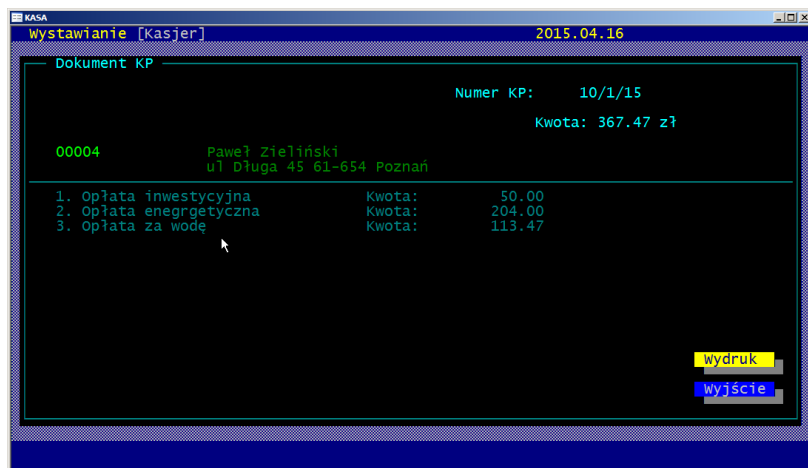 KASA
Wystawianie [Kasjer] 2015.04.16
Dokument KP
Numer KP: 10/1/15
Kwota: 367.47 zł
00004 Paweł Zieliński
ul Długa 45 61-654 Poznań
1. Opłata inwestycyjna Kwota: 50.00
2. Opłata enegrgetyczna Kwota: 204.00
3. Opłata za wodę Kwota: 113.47
Wydruk
Wyjście